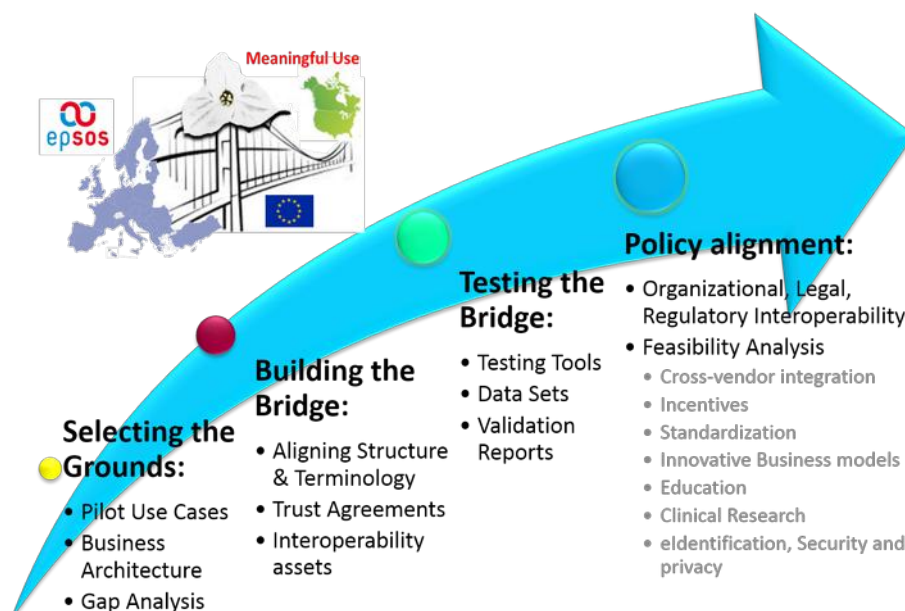 Meaningful Use
epsos
Selecting the
Grounds:
• Pilot Use Cases
• Business
Architecture
• Gap Analysis
Building the
Bridge:
• Aligning Structure
& Terminology
• Trust Agreements
• Interoperability
assets
Testing the
Bridge:
• Testing Tools
• Data Sets
• Validation
Reports
Policy alignment:
• Organizational, Legal,
Regulatory Interoperability
• Feasibility Analysis
• Cross-vendor integration
• Incentives
• Standardization
• Innovative Business models
• Education
• Clinical Research
• eIdentification, Security and
privacy